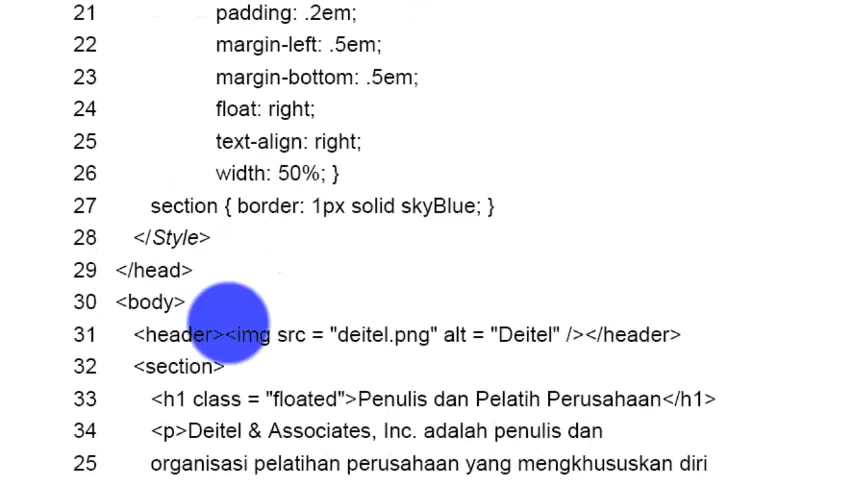 21 padding: .2em;
22 margin-left: .5em;
23 margin-bottom: .5em;
24 float: right;
25 text-align: right;
26 width: 50%; }
27 section { border: 1px solid skyBlue; }
28 </Style>
29 </head>
30 <body>
31 <header><img src = "deitel.png" alt = "Deitel" /></header>
32 <section>
33 <h1 class = "floated">Penulis dan Pelatih Perusahaan</h1>
34 <p>Deitel & Associates, Inc. adalah penulis dan
25 organisasi pelatihan perusahaan yang mengkhususkan diri